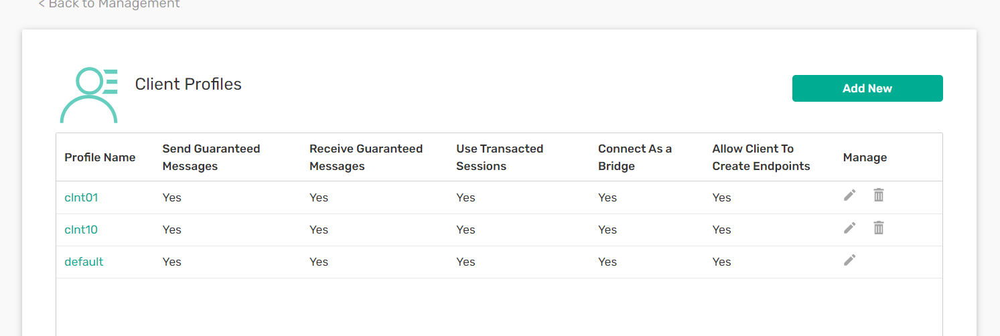 < Back to Management
Client Profiles
Add New
Profile Name
Send Guaranteed
Messages
Receive Guaranteed
Messages
Use Transacted
Sessions
Connect As a
Bridge
Allow Client To
Create Endpoints
Manage
clnt01 Yes Yes Yes Yes Yes
clnt10 Yes Yes Yes Yes Yes
default Yes Yes Yes Yes Yes